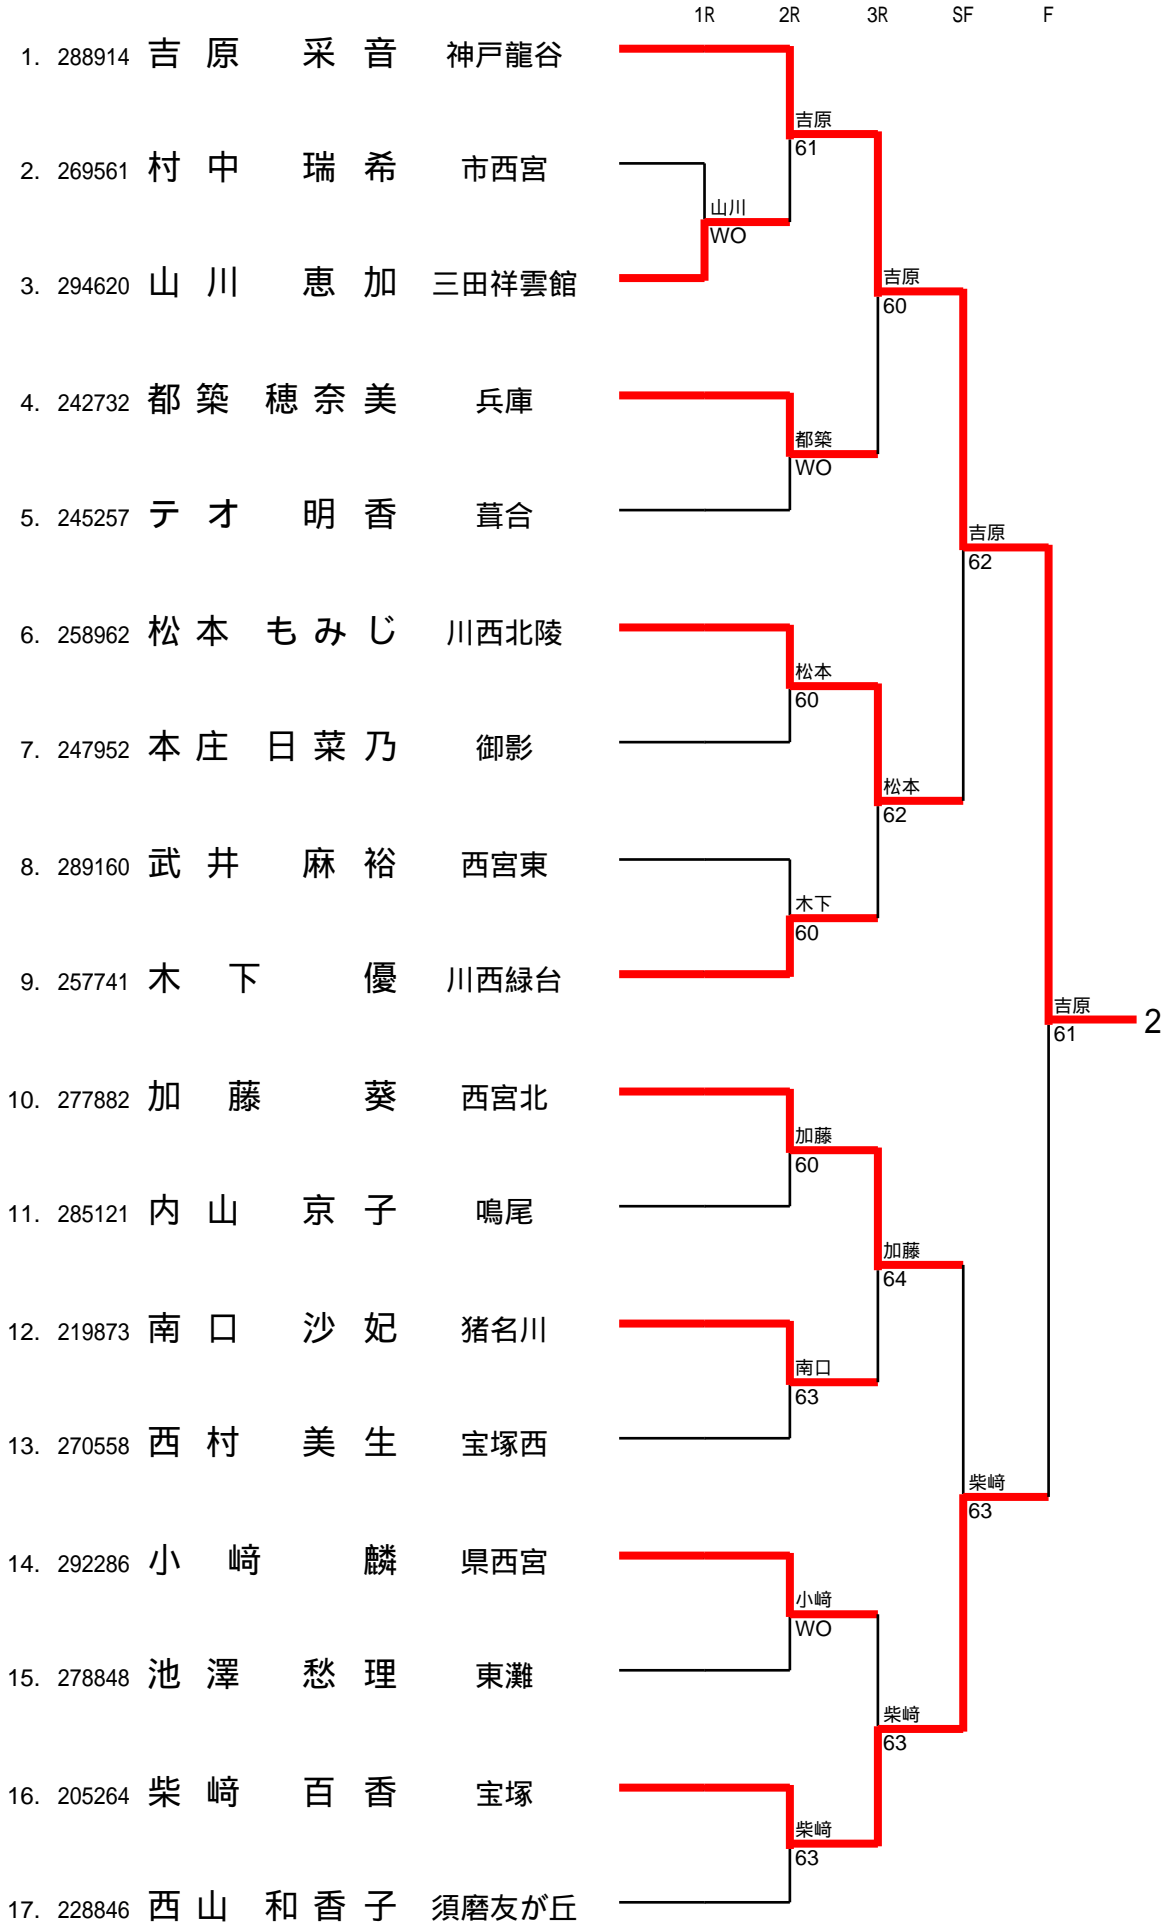 1R 2R 3R SF F
1. 288914 吉原 采音 神戸龍谷
吉原
61
2. 269561 村中 瑞希 市西宮
山川
WO
3. 294620 山川 恵加 三田祥雲館
吉原
60
4. 242732 都築 穂奈美 兵庫
都築
WO
5. 245257 テオ 明香 葺合
吉原
62
6. 258962 松本 もみじ 川西北陵
松本
60
7. 247952 本庄 日菜乃 御影
松本
62
8. 289160 武井 麻裕 西宮東
木下
60
9. 257741 木下 優 川西緑台
吉原
61
2
10. 277882 加藤 葵 西宮北
加藤
60
11. 285121 内山 京子 鳴尾
加藤
64
12. 219873 南口 沙妃 猪名川
南口
63
13. 270558 西村 美生 宝塚西
柴﨑
63
14. 292286 小﨑 麟 県西宮
小﨑
WO
15. 278848 池澤 愁理 東灘
柴﨑
63
16. 205264 柴﨑 百香 宝塚
柴﨑
63
17. 228846 西山 和香子 須磨友が丘